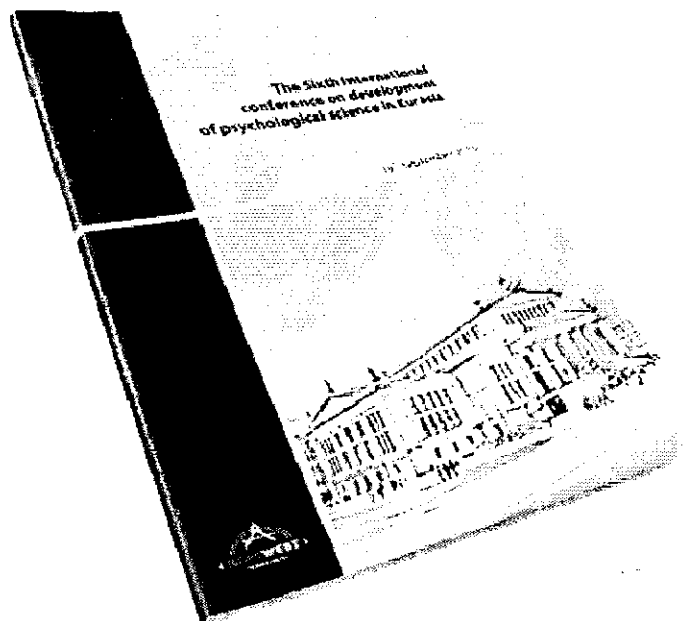 The Sixth International
conference on development
of psychological science in Eurasia